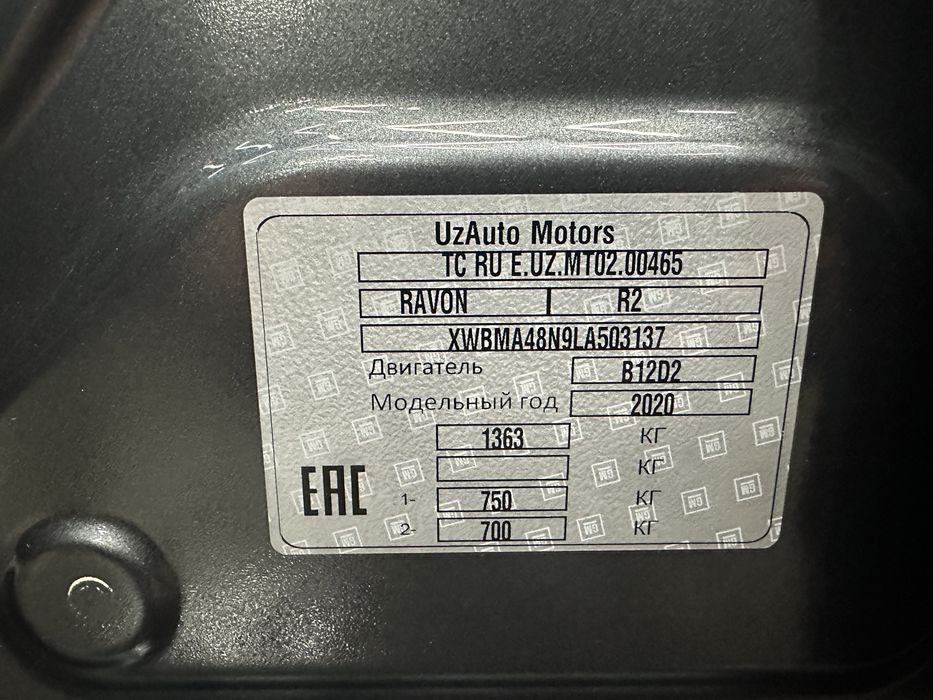 UzAuto Motors
TC RU E.UZ.MT02.00465
RAVON R2
XWBMA48N9LA503137
Двигатель B12D2
Модельный год 2020
1363 КГ
КГ
1- 750 КГ
2- 700 КГ
EAC